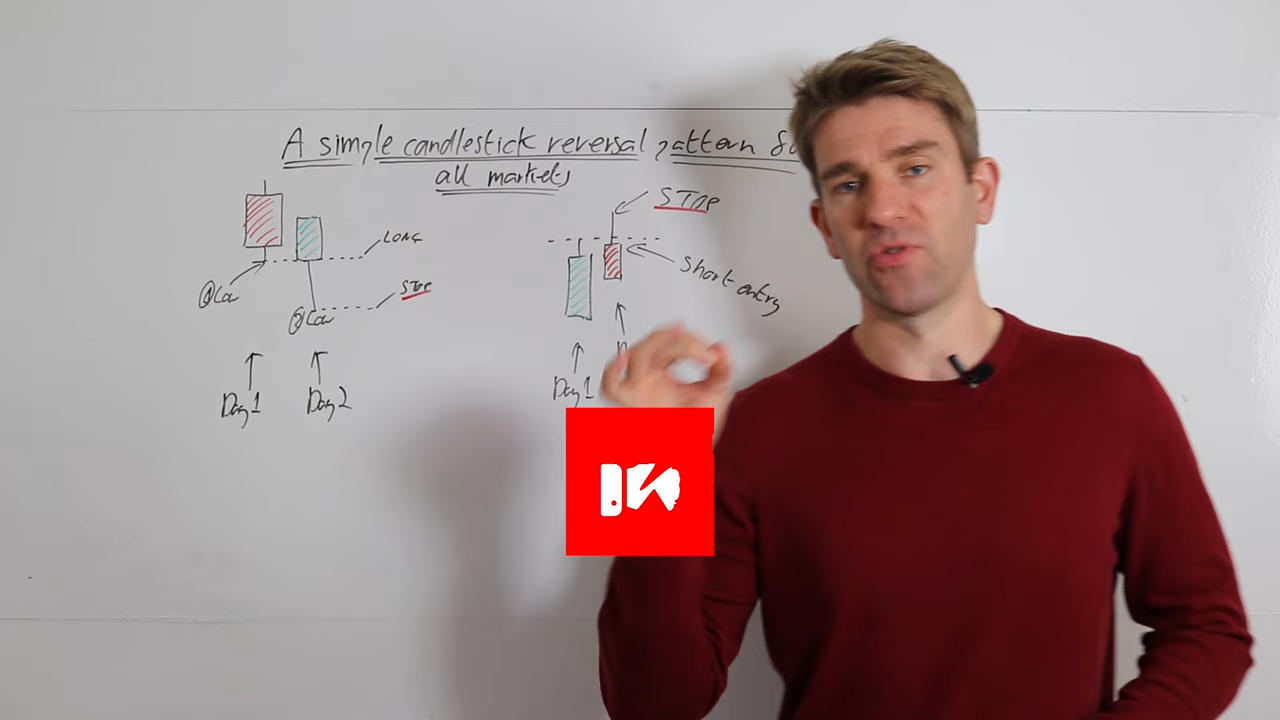 A simple candlestick reversal pattern
all markets
LONG
STOP
@Low
@Low
Day 1
Day 2
STOP
Short entry
Day 1